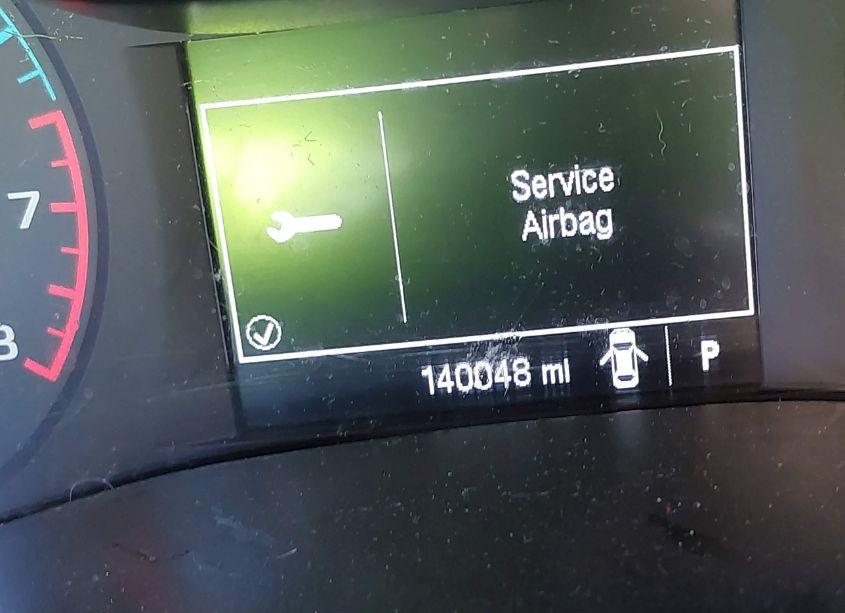 7
8
Service
Airbag
140048 mi
P